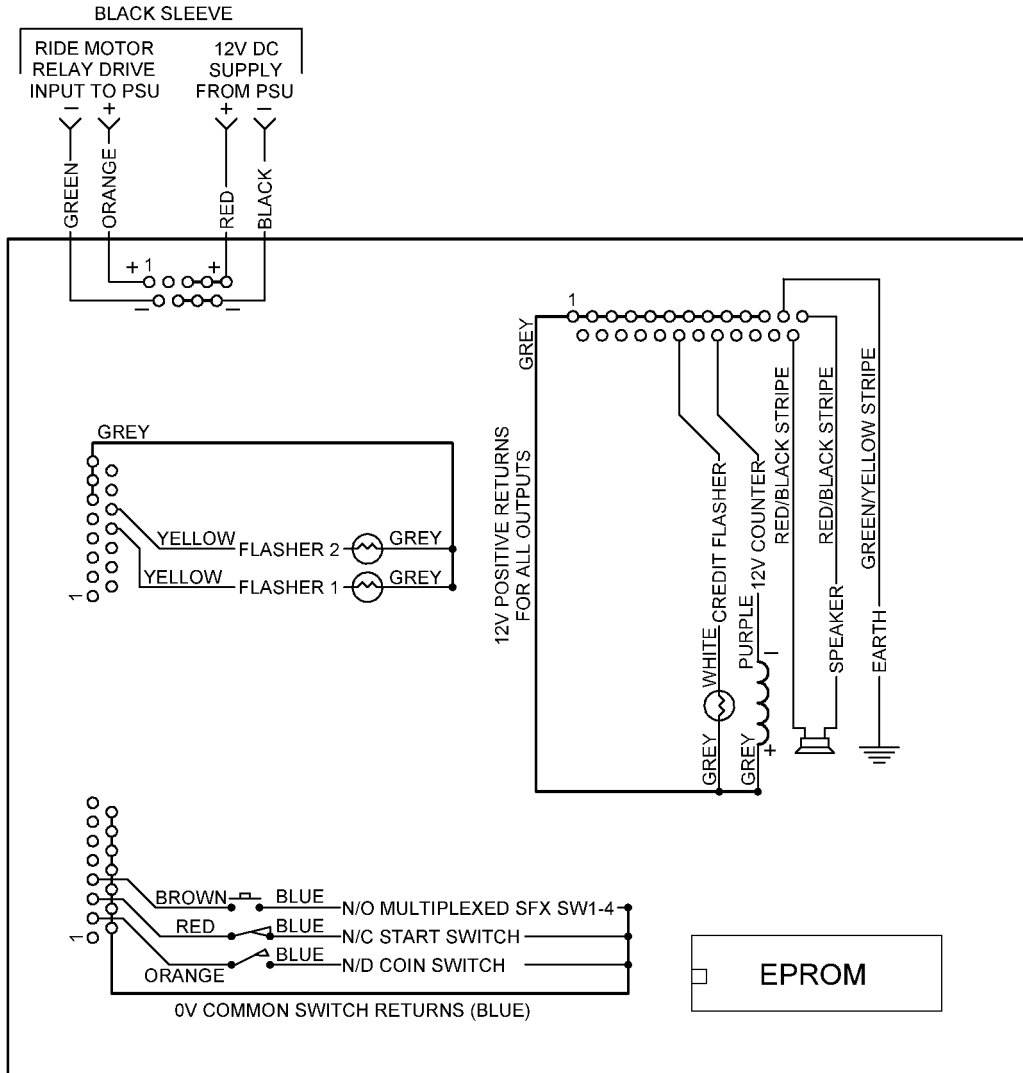 BLACK SLEEVE
RIDE MOTOR
RELAY DRIVE
INPUT TO PSU
12V DC
SUPPLY
FROM PSU
− +
+ −
GREEN
ORANGE
RED
BLACK
+ 1 +
− −
1
GREY
GREY
YELLOW FLASHER 2 GREY
YELLOW FLASHER 1 GREY
1
12V POSITIVE RETURNS
FOR ALL OUTPUTS
WHITE CREDIT FLASHER
GREY
PURPLE 12V COUNTER
−
GREY +
RED/BLACK STRIPE
RED/BLACK STRIPE
SPEAKER
GREEN/YELLOW STRIPE
EARTH
BROWN BLUE N/O MULTIPLEXED SFX SW1-4
RED BLUE N/C START SWITCH
1
ORANGE BLUE N/D COIN SWITCH
0V COMMON SWITCH RETURNS (BLUE)
EPROM